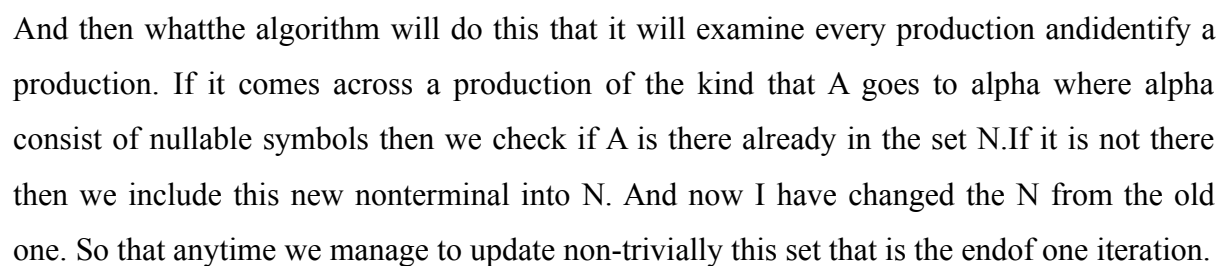 And then whatthe algorithm will do this that it will examine every production andidentify a
production. If it comes across a production of the kind that A goes to alpha where alpha
consist of nullable symbols then we check if A is there already in the set N.If it is not there
then we include this new nonterminal into N. And now I have changed the N from the old
one. So that anytime we manage to update non-trivially this set that is the endof one iteration.